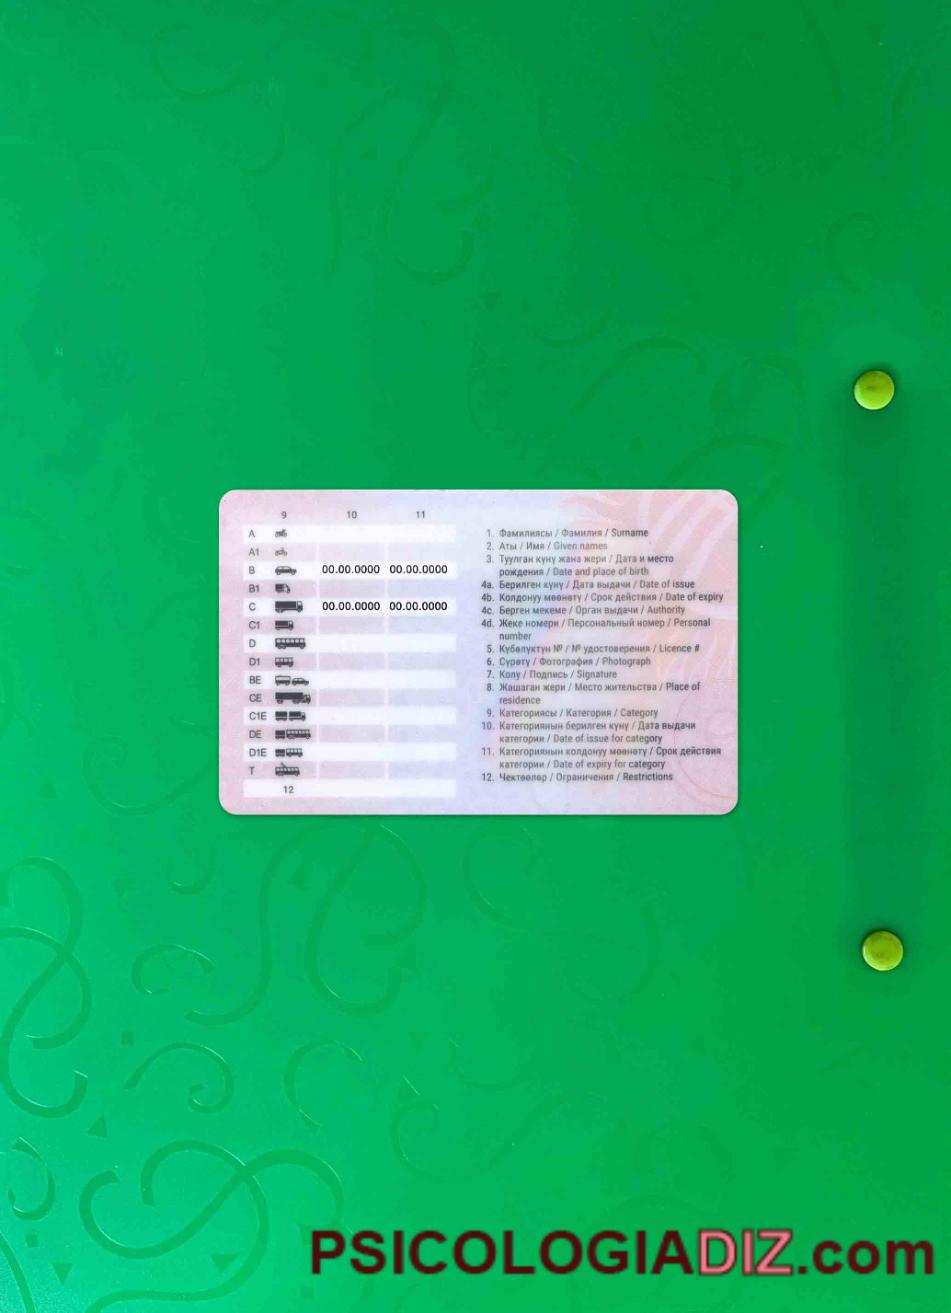 9 10 11
A
A1
B 00.00.0000 00.00.0000
B1
C 00.00.0000 00.00.0000
C1
D
D1
BE
CE
C1E
DE
D1E
T
12
1. Фамилиясы / Фамилия / Surname
2. Аты / Имя / Given names
3. Туулган күнү жана жери / Дата и место
рождения / Date and place of birth
4a. Берилген күнү / Дата выдачи / Date of issue
4b. Колдонуу мөөнөтү / Срок действия / Date of expiry
4c. Берген мекеме / Орган выдачи / Authority
4d. Жеке номери / Персональный номер / Personal
number
5. Күбөлүктүн № / № удостоверения / Licence #
6. Сүрөтү / Фотография / Photograph
7. Колу / Подпись / Signature
8. Жашаган жери / Место жительства / Place of
residence
9. Категориясы / Категория / Category
10. Категориянын берилген күнү / Дата выдачи
категории / Date of issue for category
11. Категориянын колдонуу мөөнөтү / Срок действия
категории / Date of expiry for category
12. Чектөөлөр / Ограничения / Restrictions
PSICOLOGIADIZ.com